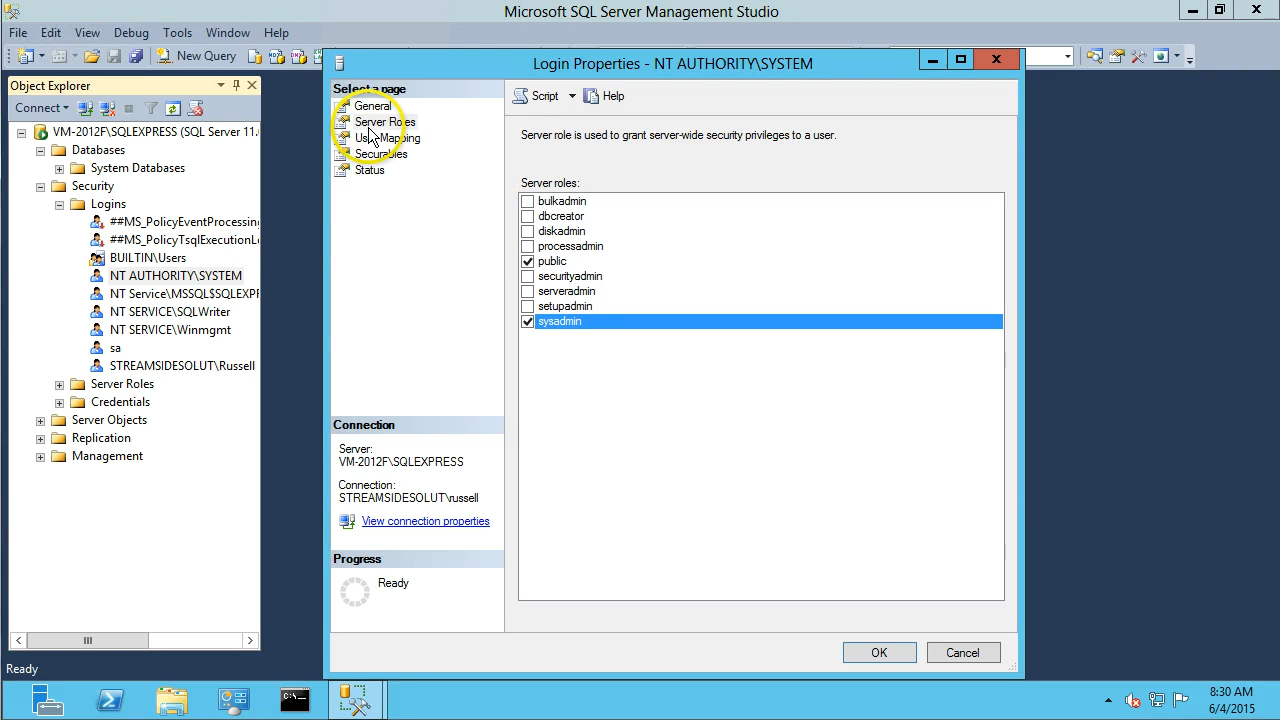 Microsoft SQL Server Management Studio
File Edit View Debug Tools Window Help
New Query
Object Explorer
Connect
VM-2012F\SQLEXPRESS (SQL Server 11.
Databases
System Databases
Security
Logins
##MS_PolicyEventProcessin
##MS_PolicyTsqlExecutionL
BUILTIN\Users
NT AUTHORITY\SYSTEM
NT Service\MSSQL$SQLEXPR
NT SERVICE\SQLWriter
NT SERVICE\Winmgmt
sa
STREAMSIDESOLUT\Russell
Server Roles
Credentials
Server Objects
Replication
Management
Ready
Login Properties - NT AUTHORITY\SYSTEM
Select a page
General
Server Roles
User Mapping
Securables
Status
Connection
Server:
VM-2012F\SQLEXPRESS
Connection:
STREAMSIDESOLUT\russell
View connection properties
Progress
Ready
Script Help
Server role is used to grant server-wide security privileges to a user.
Server roles:
bulkadmin
dbcreator
diskadmin
processadmin
public
securityadmin
serveradmin
setupadmin
sysadmin
OK Cancel
8:30 AM
6/4/2015